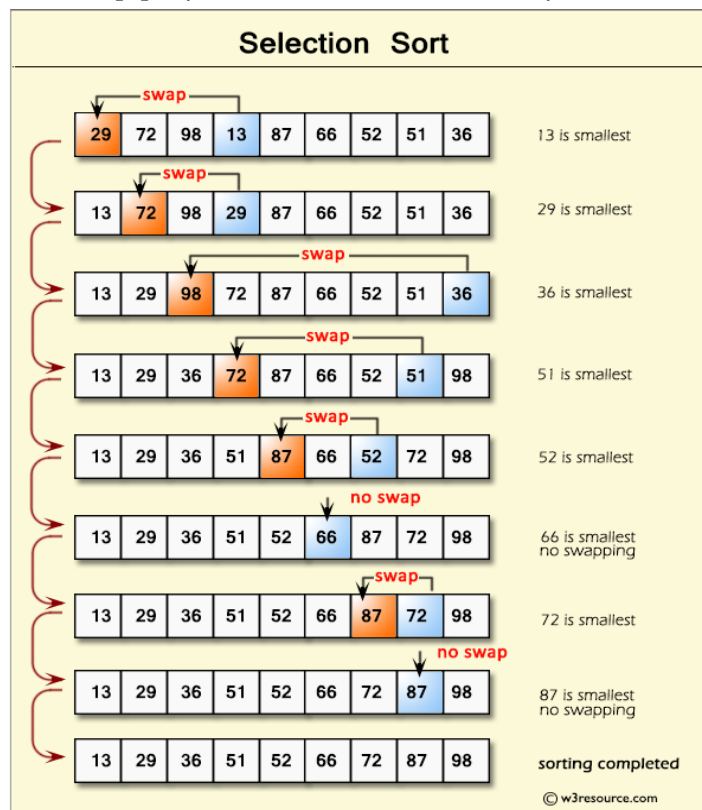 Selection Sort
swap
29 72 98 13 87 66 52 51 36
13 is smallest
swap
13 72 98 29 87 66 52 51 36
29 is smallest
swap
13 29 98 72 87 66 52 51 36
36 is smallest
swap
13 29 36 72 87 66 52 51 98
51 is smallest
swap
13 29 36 51 87 66 52 72 98
52 is smallest
no swap
13 29 36 51 52 66 87 72 98
66 is smallest
no swapping
swap
13 29 36 51 52 66 87 72 98
72 is smallest
no swap
13 29 36 51 52 66 72 87 98
87 is smallest
no swapping
13 29 36 51 52 66 72 87 98
sorting completed
© w3resource.com